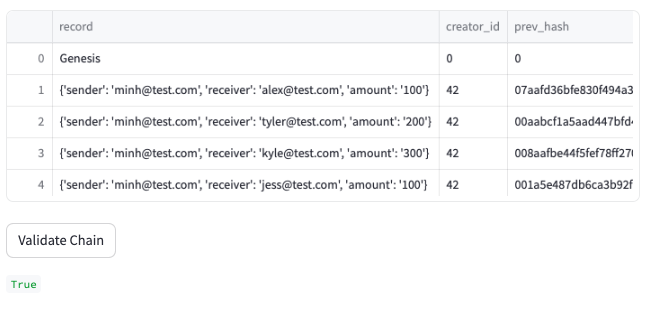 record creator_id prev_hash
0 Genesis 0 0
1 {'sender': 'minh@test.com', 'receiver': 'alex@test.com', 'amount': '100'} 42 07aafd36bfe830f494a3
2 {'sender': 'minh@test.com', 'receiver': 'tyler@test.com', 'amount': '200'} 42 00aabcf1a5aad447bfd4
3 {'sender': 'minh@test.com', 'receiver': 'kyle@test.com', 'amount': '300'} 42 008aafbe44f5fef78ff270
4 {'sender': 'minh@test.com', 'receiver': 'jess@test.com', 'amount': '100'} 42 001a5e487db6ca3b92f
Validate Chain
True